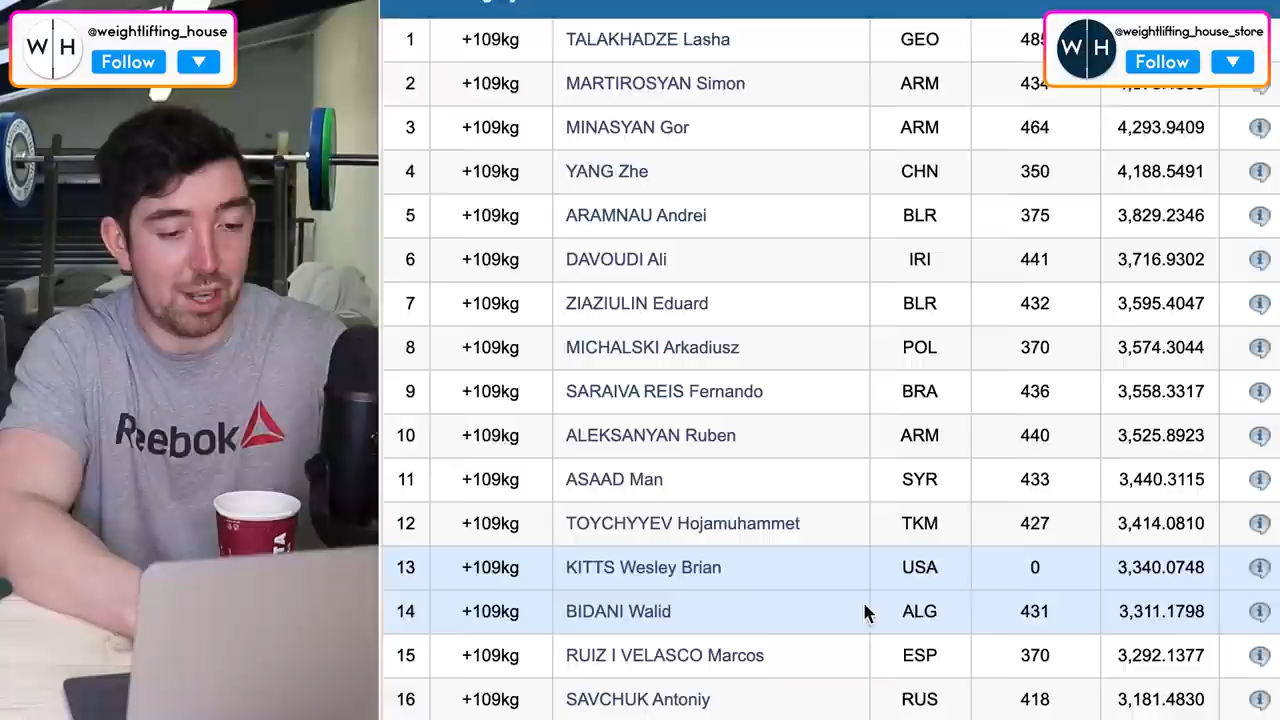 @weightlifting_house
W H
Follow
@weightlifting_house_store
W H
Follow
Reebok
1 +109kg TALAKHADZE Lasha GEO 485
2 +109kg MARTIROSYAN Simon ARM 434
3 +109kg MINASYAN Gor ARM 464 4,293.9409
4 +109kg YANG Zhe CHN 350 4,188.5491
5 +109kg ARAMNAU Andrei BLR 375 3,829.2346
6 +109kg DAVOUDI Ali IRI 441 3,716.9302
7 +109kg ZIAZIULIN Eduard BLR 432 3,595.4047
8 +109kg MICHALSKI Arkadiusz POL 370 3,574.3044
9 +109kg SARAIVA REIS Fernando BRA 436 3,558.3317
10 +109kg ALEKSANYAN Ruben ARM 440 3,525.8923
11 +109kg ASAAD Man SYR 433 3,440.3115
12 +109kg TOYCHYYEV Hojamuhammet TKM 427 3,414.0810
13 +109kg KITTS Wesley Brian USA 0 3,340.0748
14 +109kg BIDANI Walid ALG 431 3,311.1798
15 +109kg RUIZ I VELASCO Marcos ESP 370 3,292.1377
16 +109kg SAVCHUK Antoniy RUS 418 3,181.4830